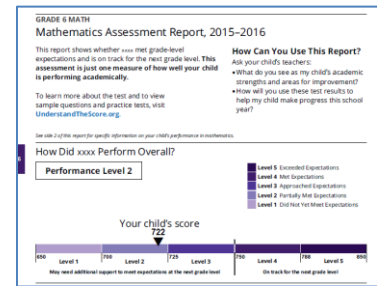 GRADE 6 MATH
Mathematics Assessment Report, 2015–2016
This report shows whether xxxx met grade-level
expectations and is on track for the next grade level. This
assessment is just one measure of how well your child
is performing academically.
To learn more about the test and to view
sample questions and practice tests, visit
UnderstandTheScore.org.
How Can You Use This Report?
Ask your child's teachers:
•What do you see as my child's academic
strengths and areas for improvement?
•How will you use these test results to
help my child make progress this school
year?
See side 2 of this report for specific information on your child's performance in mathematics.
How Did xxxx Perform Overall?
Performance Level 2
Level 5 Exceeded Expectations
Level 4 Met Expectations
Level 3 Approached Expectations
Level 2 Partially Met Expectations
Level 1 Did Not Yet Meet Expectations
Your child's score
722
650 700 725 750 788 850
Level 1 Level 2 Level 3 Level 4 Level 5
May need additional support to meet expectations at the next grade level
On track for the next grade level